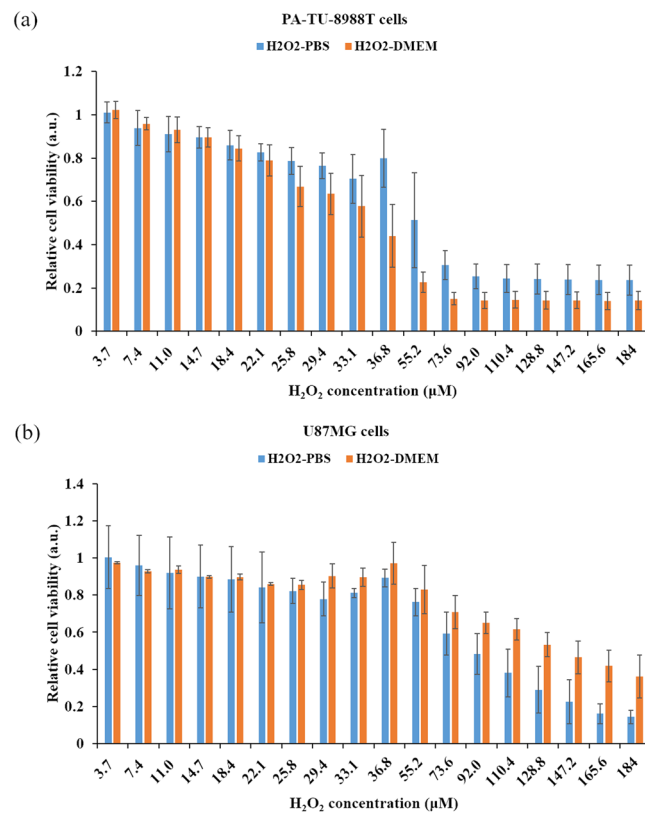 (a)
PA-TU-8988T cells
H2O2-PBS H2O2-DMEM
Relative cell viability (a.u.)
1.2
1
0.8
0.6
0.4
0.2
0
3.7 7.4 11.0 14.7 18.4 22.1 25.8 29.4 33.1 36.8 55.2 73.6 92.0 110.4 128.8 147.2 165.6 184
H₂O₂ concentration (μM)
(b)
U87MG cells
H2O2-PBS H2O2-DMEM
Relative cell viability (a.u.)
1.4
1.2
1
0.8
0.6
0.4
0.2
0
3.7 7.4 11.0 14.7 18.4 22.1 25.8 29.4 33.1 36.8 55.2 73.6 92.0 110.4 128.8 147.2 165.6 184
H₂O₂ concentration (μM)